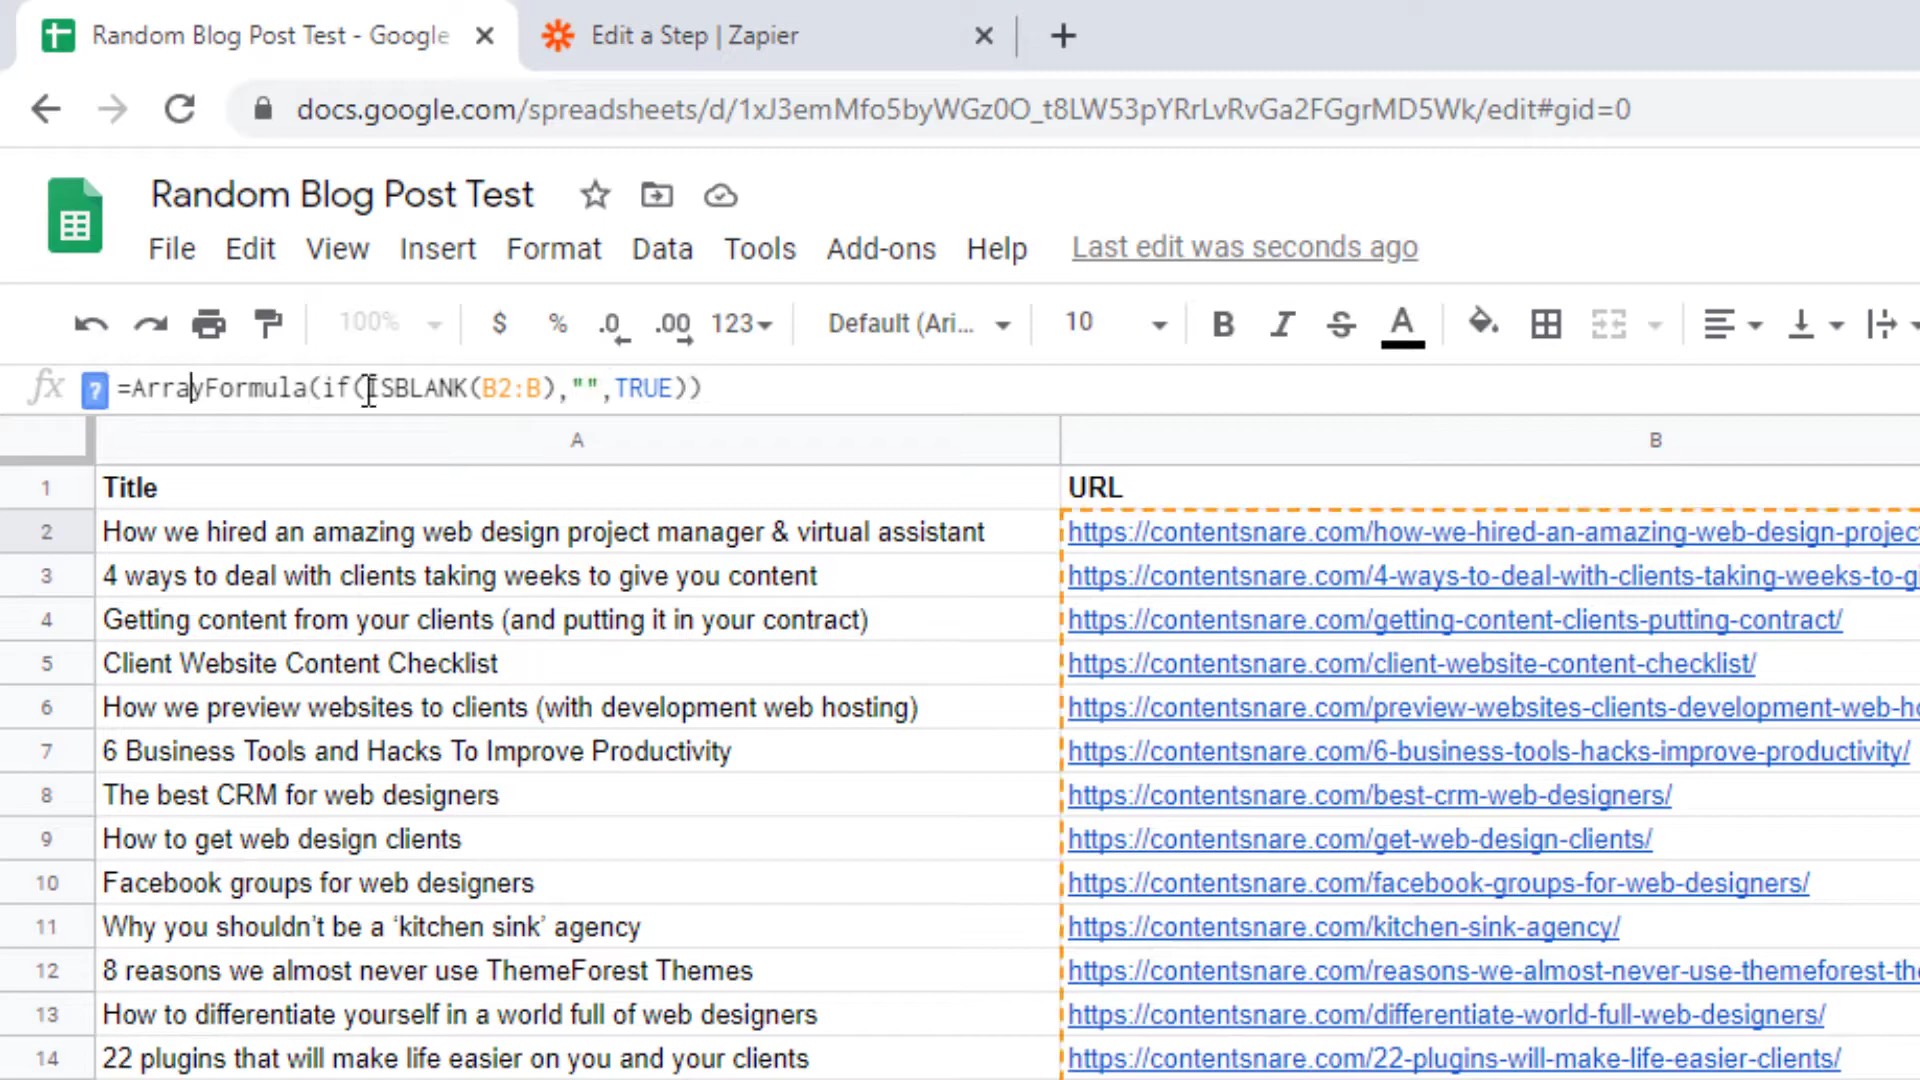 Random Blog Post Test - Google
Edit a Step | Zapier
docs.google.com/spreadsheets/d/1xJ3emMfo5byWGz0O_t8LW53pYRrLvRvGa2FGgrMD5Wk/edit#gid=0
Random Blog Post Test
File Edit View Insert Format Data Tools Add-ons Help Last edit was seconds ago
100% $ % .0 .00 123 Default (Ari... 10 B I S A
fx ? =ArrayFormula(if(ISBLANK(B2:B),"",TRUE))
A B
1 Title URL
2 How we hired an amazing web design project manager & virtual assistant https://contentsnare.com/how-we-hired-an-amazing-web-design-project
3 4 ways to deal with clients taking weeks to give you content https://contentsnare.com/4-ways-to-deal-with-clients-taking-weeks-to-gi
4 Getting content from your clients (and putting it in your contract) https://contentsnare.com/getting-content-clients-putting-contract/
5 Client Website Content Checklist https://contentsnare.com/client-website-content-checklist/
6 How we preview websites to clients (with development web hosting) https://contentsnare.com/preview-websites-clients-development-web-ho
7 6 Business Tools and Hacks To Improve Productivity https://contentsnare.com/6-business-tools-hacks-improve-productivity/
8 The best CRM for web designers https://contentsnare.com/best-crm-web-designers/
9 How to get web design clients https://contentsnare.com/get-web-design-clients/
10 Facebook groups for web designers https://contentsnare.com/facebook-groups-for-web-designers/
11 Why you shouldn’t be a ‘kitchen sink’ agency https://contentsnare.com/kitchen-sink-agency/
12 8 reasons we almost never use ThemeForest Themes https://contentsnare.com/reasons-we-almost-never-use-themeforest-the
13 How to differentiate yourself in a world full of web designers https://contentsnare.com/differentiate-world-full-web-designers/
14 22 plugins that will make life easier on you and your clients https://contentsnare.com/22-plugins-will-make-life-easier-clients/